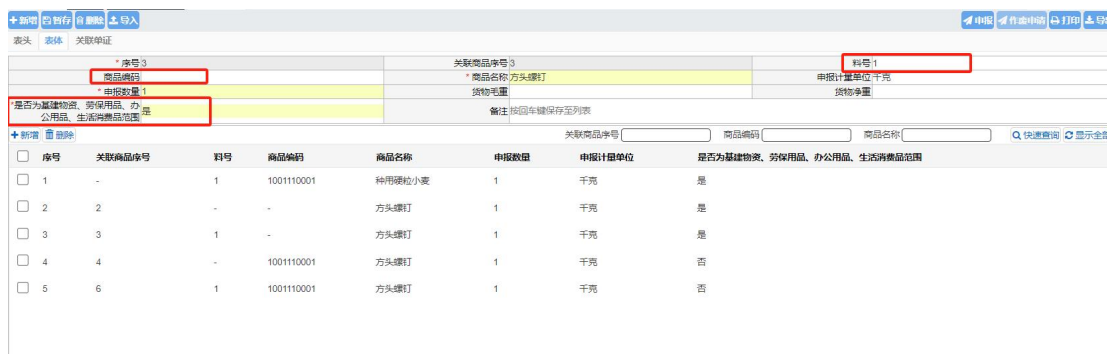 +新增 暂存 删除 导入 申报 作废申请 打印 导
表头 表体 关联单证
* 序号 3 关联商品序号 3 料号 1
商品编码 * 商品名称 方头螺钉 申报计量单位 千克
* 申报数量 1 货物毛重 货物净重
*是否为基建物资、劳保用品、办公用品、生活消费品范围 是 备注 按回车键保存至列表
+新增 删除 关联商品序号 商品编码 商品名称 快速查询 显示全部
序号 关联商品序号 料号 商品编码 商品名称 申报数量 申报计量单位 是否为基建物资、劳保用品、办公用品、生活消费品范围
1 - 1 1001110001 种用硬粒小麦 1 千克 是
2 2 - - 方头螺钉 1 千克 是
3 3 1 - 方头螺钉 1 千克 是
4 4 - 1001110001 方头螺钉 1 千克 否
5 6 1 1001110001 方头螺钉 1 千克 否